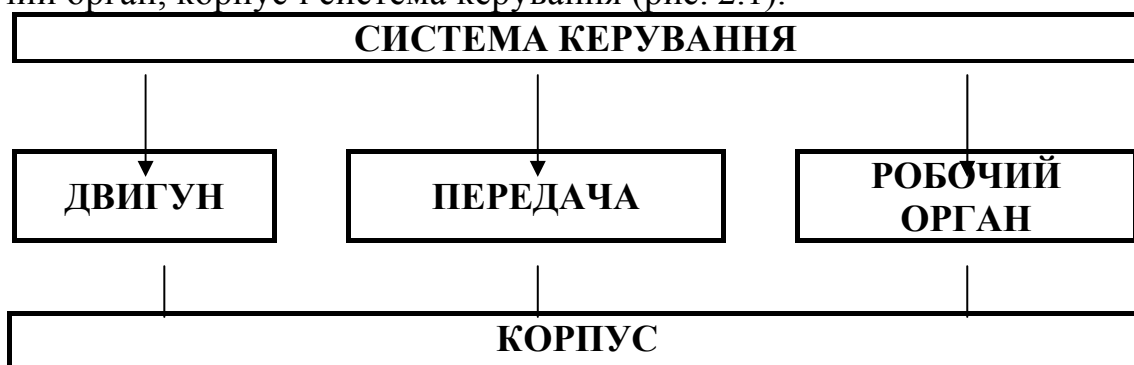 ний орган, корпус і система керування (рис. 2.1).
СИСТЕМА КЕРУВАННЯ
ДВИГУН
ПЕРЕДАЧА
РОБОЧИЙ
ОРГАН
КОРПУС